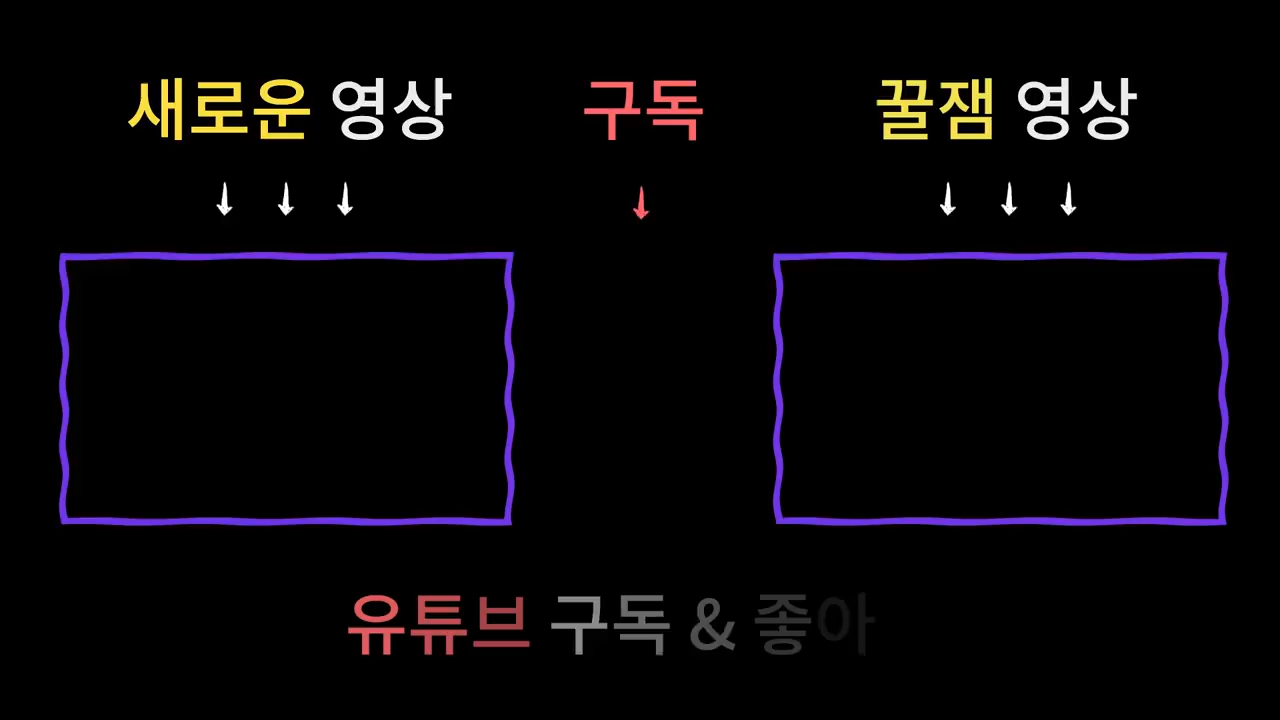 새로운 영상
구독
꿀잼 영상
유튜브 구독 & 좋아